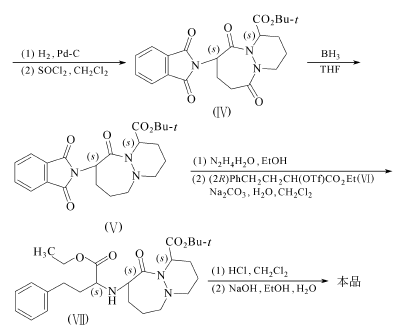 CO₂Bu-t
(s)
O
O
(1) H₂, Pd-C
(2) SOCl₂, CH₂Cl₂
N
(s)
N
N
O
O
BH₃
THF
(Ⅳ)
CO₂Bu-t
O
O
(s)
N
(s)
N
N
O
(1) N₂H₄H₂O, EtOH
(2) (2R)PhCH₂CH₂CH(OTf)CO₂Et(Ⅵ)
Na₂CO₃, H₂O, CH₂Cl₂
(Ⅴ)
H₃C
O
O
CO₂Bu-t
O
(s)
(s)
N
H
(s)
N
N
(1) HCl, CH₂Cl₂
(2) NaOH, EtOH, H₂O
本品
(Ⅶ)